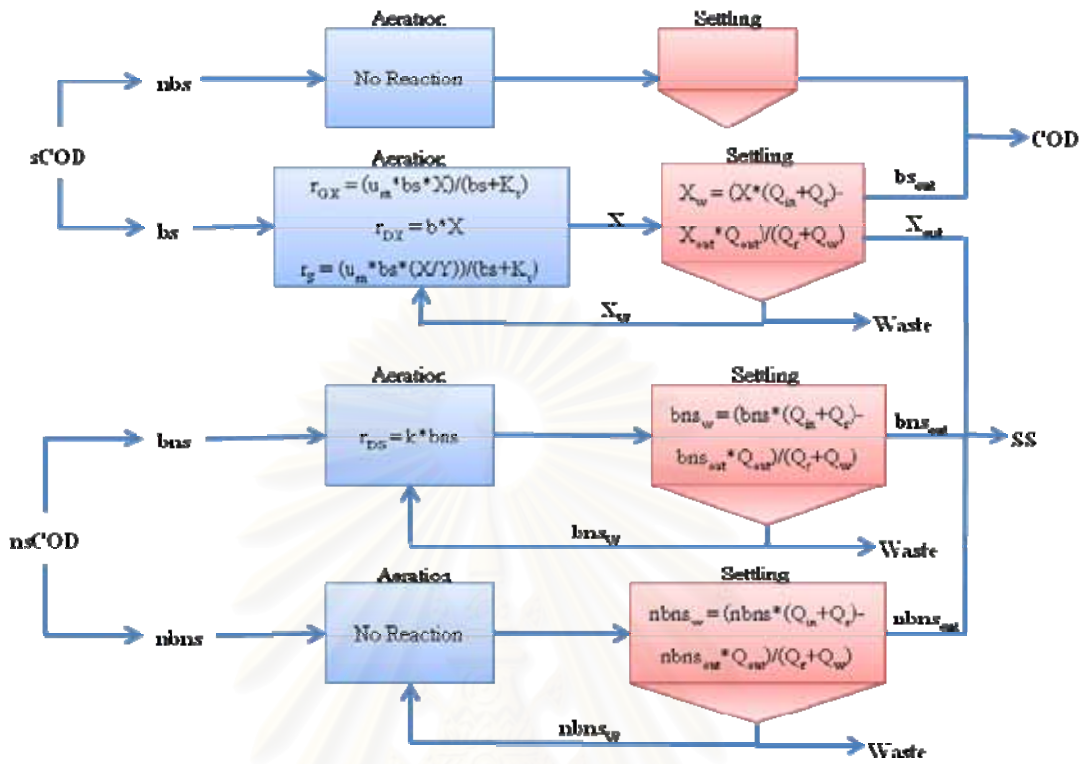 Aeration
Settling
nbs
No Reaction
sCOD
COD
Aeration
Settling
bs
r_GX = (u_m*bs*X)/(bs+K_s)
r_DX = b*X
r_S = (u_m*bs*(X/Y))/(bs+K_s)
X
X_w = (X*(Q_in+Q_r)-
X_out*Q_out)/(Q_r+Q_w)
bs_out
X_out
X_w
Waste
Aeration
Settling
bns
r_DS = k*bns
bns_w = (bns*(Q_in+Q_r)-
bns_out*Q_out)/(Q_r+Q_w)
bns_out
SS
bns_w
Waste
nsCOD
Aeration
Settling
nbns
No Reaction
nbns_w = (nbns*(Q_in+Q_r)-
nbns_out*Q_out)/(Q_r+Q_w)
nbns_out
nbns_w
Waste